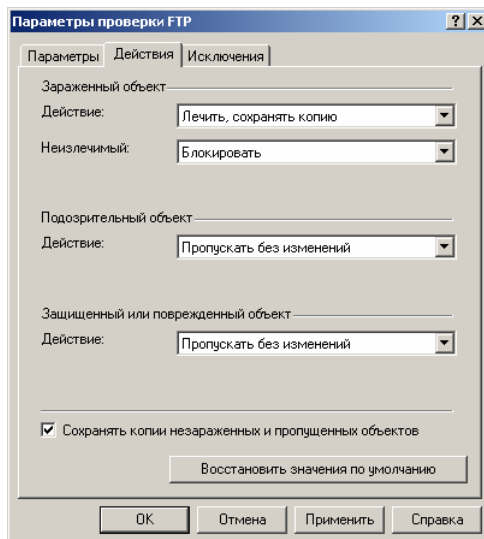 Параметры проверки FTP
Параметры Действия Исключения
Зараженный объект
Действие: Лечить, сохранять копию
Неизлечимый: Блокировать
Подозрительный объект
Действие: Пропускать без изменений
Защищенный или поврежденный объект
Действие: Пропускать без изменений
Сохранять копии незараженных и пропущенных объектов
Восстановить значения по умолчанию
OK Отмена Применить Справка